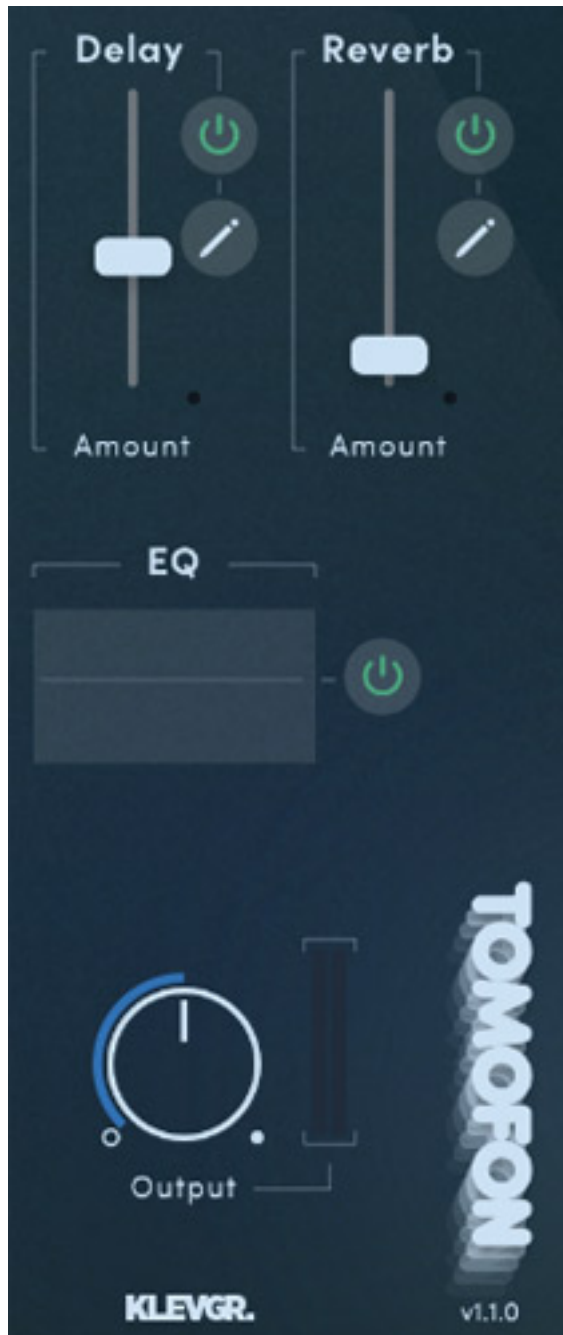 Delay
Reverb
Amount
Amount
EQ
TOMOFON
Output
KLEVGR.
v1.1.0